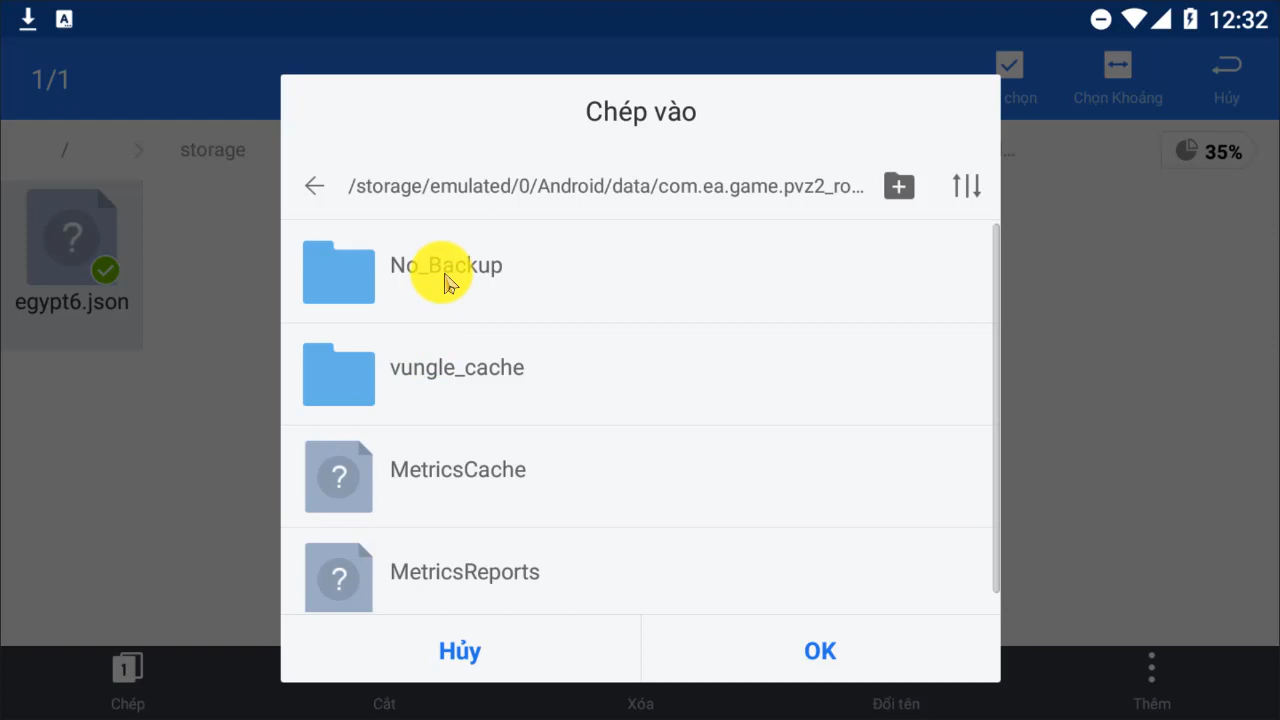 A
12:32
1/1
chọn
Chọn Khoảng
Hủy
Chép vào
/ storage
...
35%
/storage/emulated/0/Android/data/com.ea.game.pvz2_ro...
egypt6.json
No_Backup
vungle_cache
MetricsCache
MetricsReports
Hủy
OK
1
Chép
Cắt
Xóa
Đổi tên
Thêm